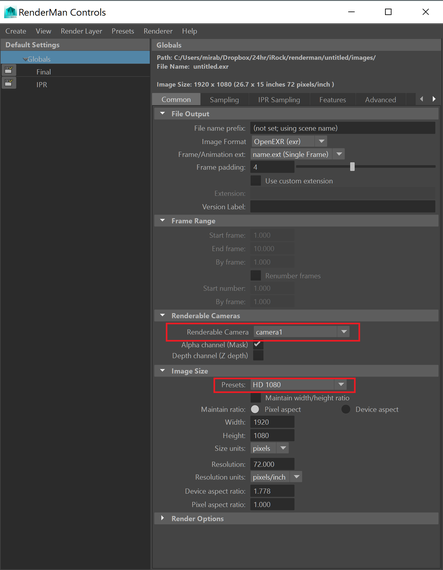 RenderMan Controls
Create View Render Layer Presets Renderer Help
Default Settings
Globals
Final
IPR
Globals
Path: C:/Users/mirab/Dropbox/24hr/iRock/renderman/untitled/images/
File Name: untitled.exr
Image Size: 1920 x 1080 (26.7 x 15 inches 72 pixels/inch )
Common Sampling IPR Sampling Features Advanced
File Output
File name prefix: (not set; using scene name)
Image Format OpenEXR (exr)
Frame/Animation ext: name.ext (Single Frame)
Frame padding: 4
Use custom extension
Extension:
Version Label:
Frame Range
Start frame: 1.000
End frame: 10.000
By frame: 1.000
Renumber frames
Start number: 1.000
By frame: 1.000
Renderable Cameras
Renderable Camera camera1
Alpha channel (Mask)
Depth channel (Z depth)
Image Size
Presets: HD 1080
Maintain width/height ratio
Maintain ratio: Pixel aspect Device aspect
Width: 1920
Height: 1080
Size units: pixels
Resolution: 72.000
Resolution units: pixels/inch
Device aspect ratio: 1.778
Pixel aspect ratio: 1.000
Render Options